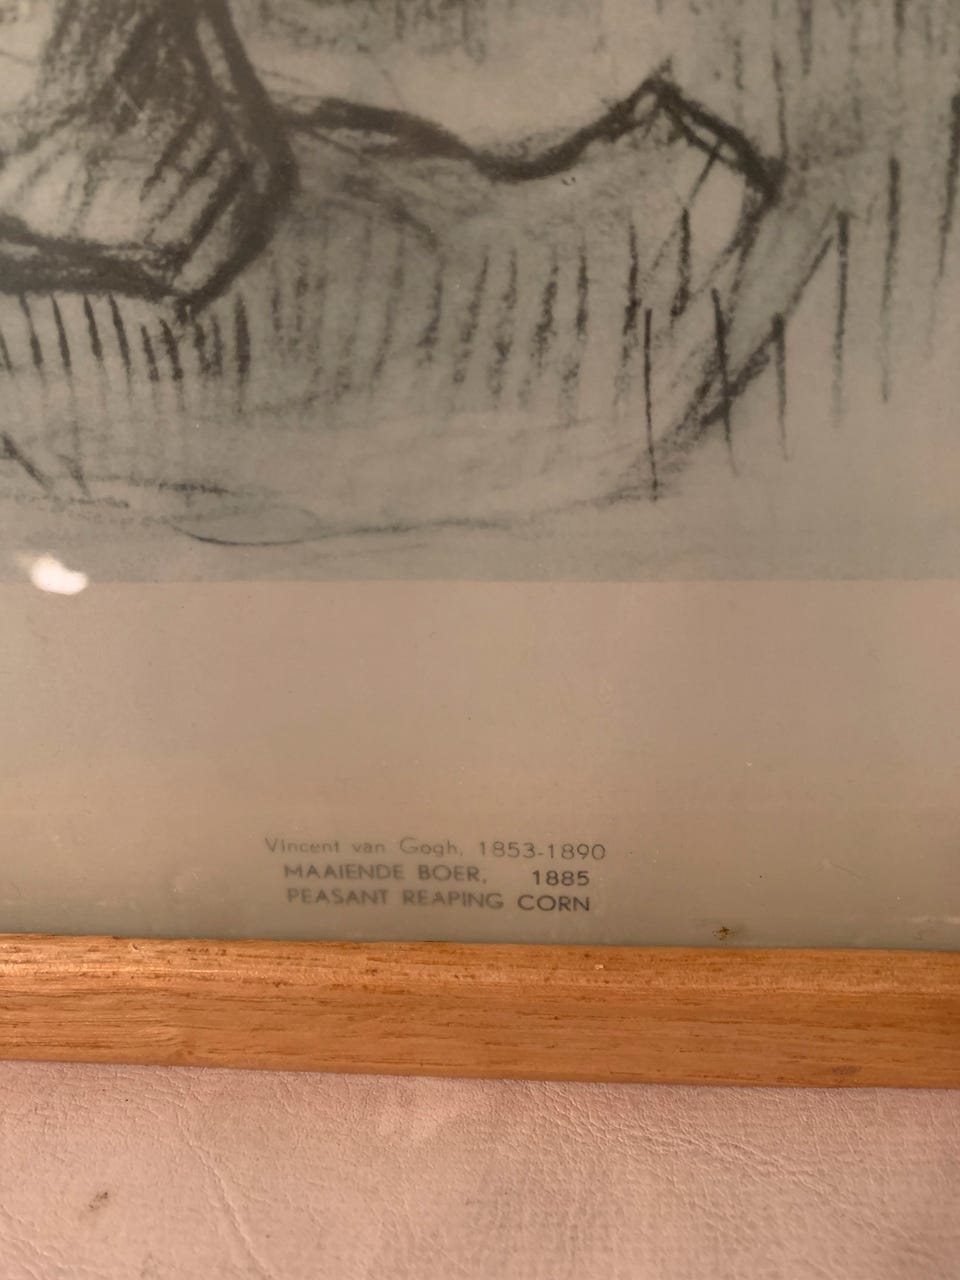 Vincent van Gogh, 1853-1890
MAAIENDE BOER, 1885
PEASANT REAPING CORN